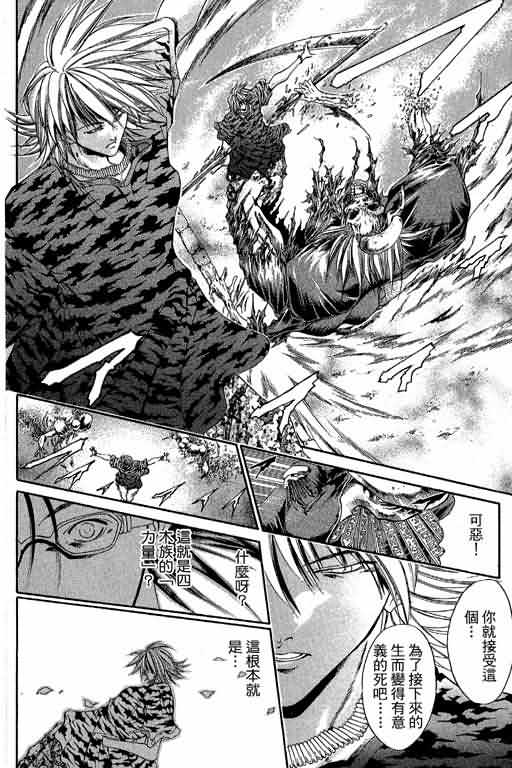 可惡！
你就接受這
個…
為了接下來的
生而變得有意
義的死吧……
什麼呀？
這就是四
木族的一
力量一？
這根本就
是…